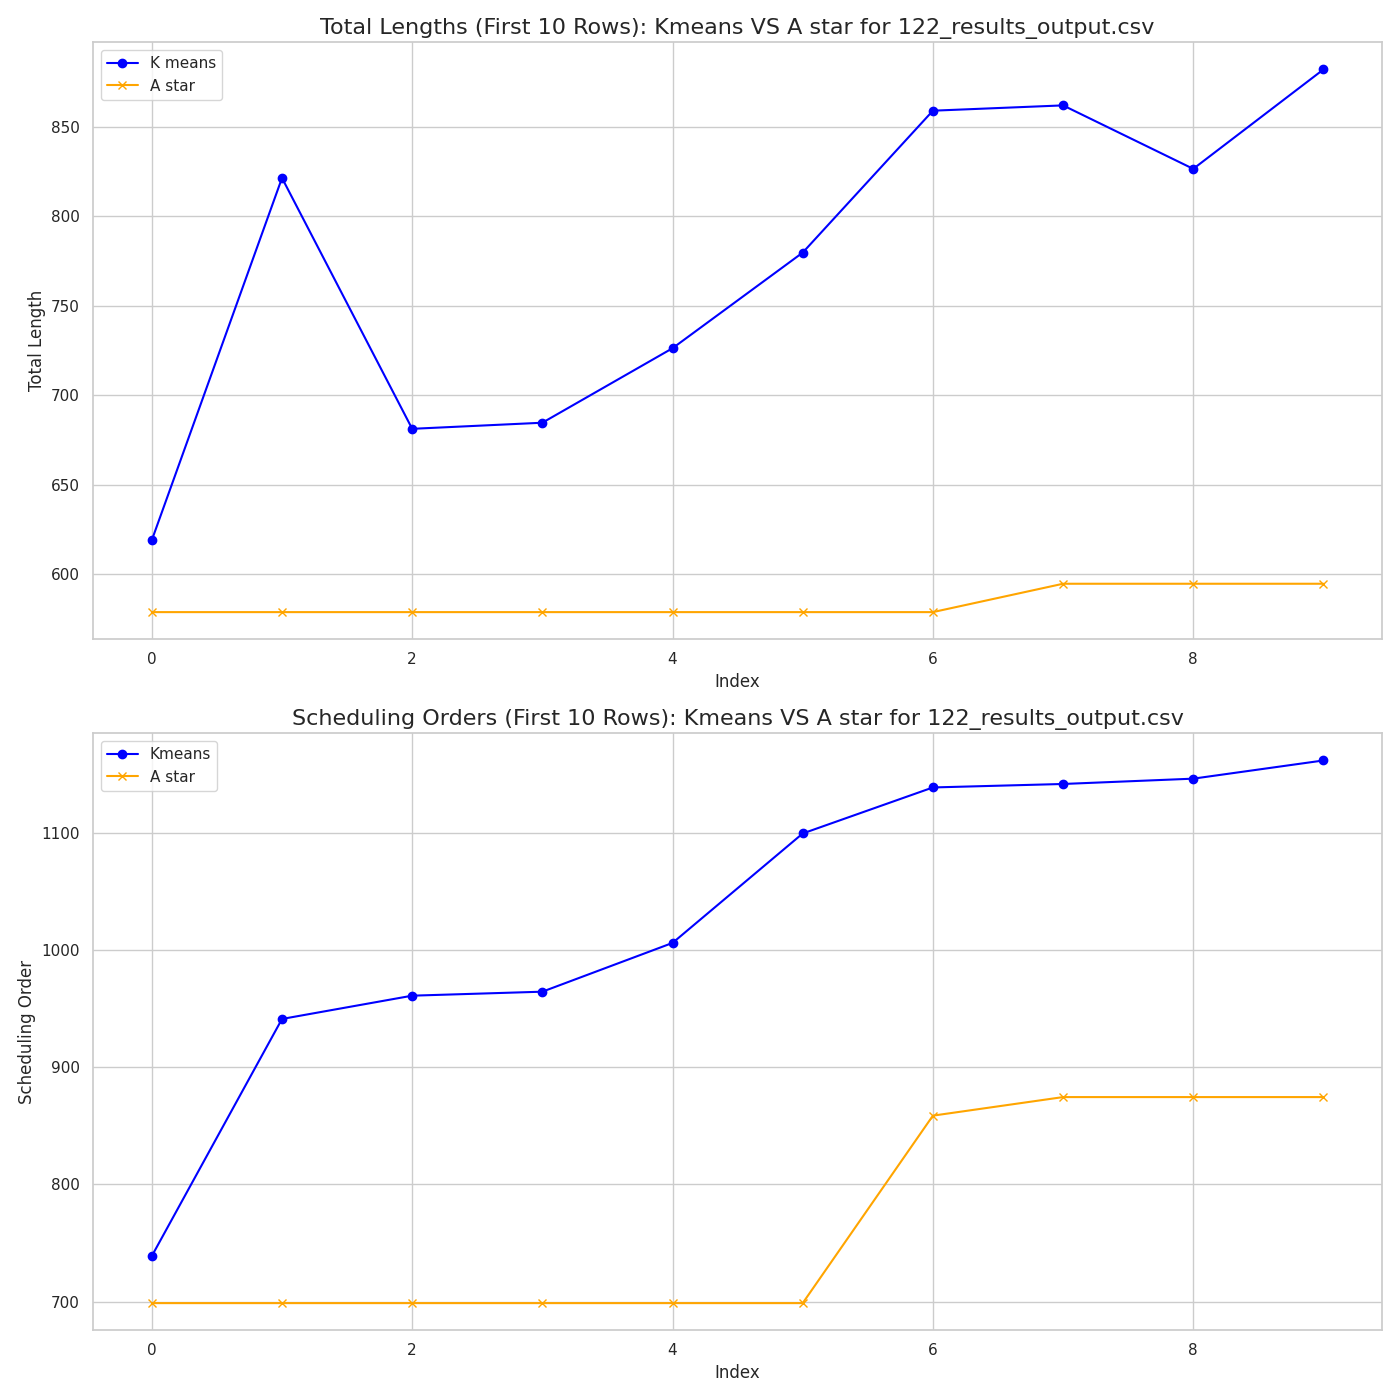 Total Lengths (First 10 Rows): Kmeans VS A star for 122_results_output.csv
K means
A star
850
800
750
700
650
600
Total Length
0 2 4 6 8
Index
Scheduling Orders (First 10 Rows): Kmeans VS A star for 122_results_output.csv
Kmeans
A star
1100
1000
900
800
700
Scheduling Order
0 2 4 6 8
Index